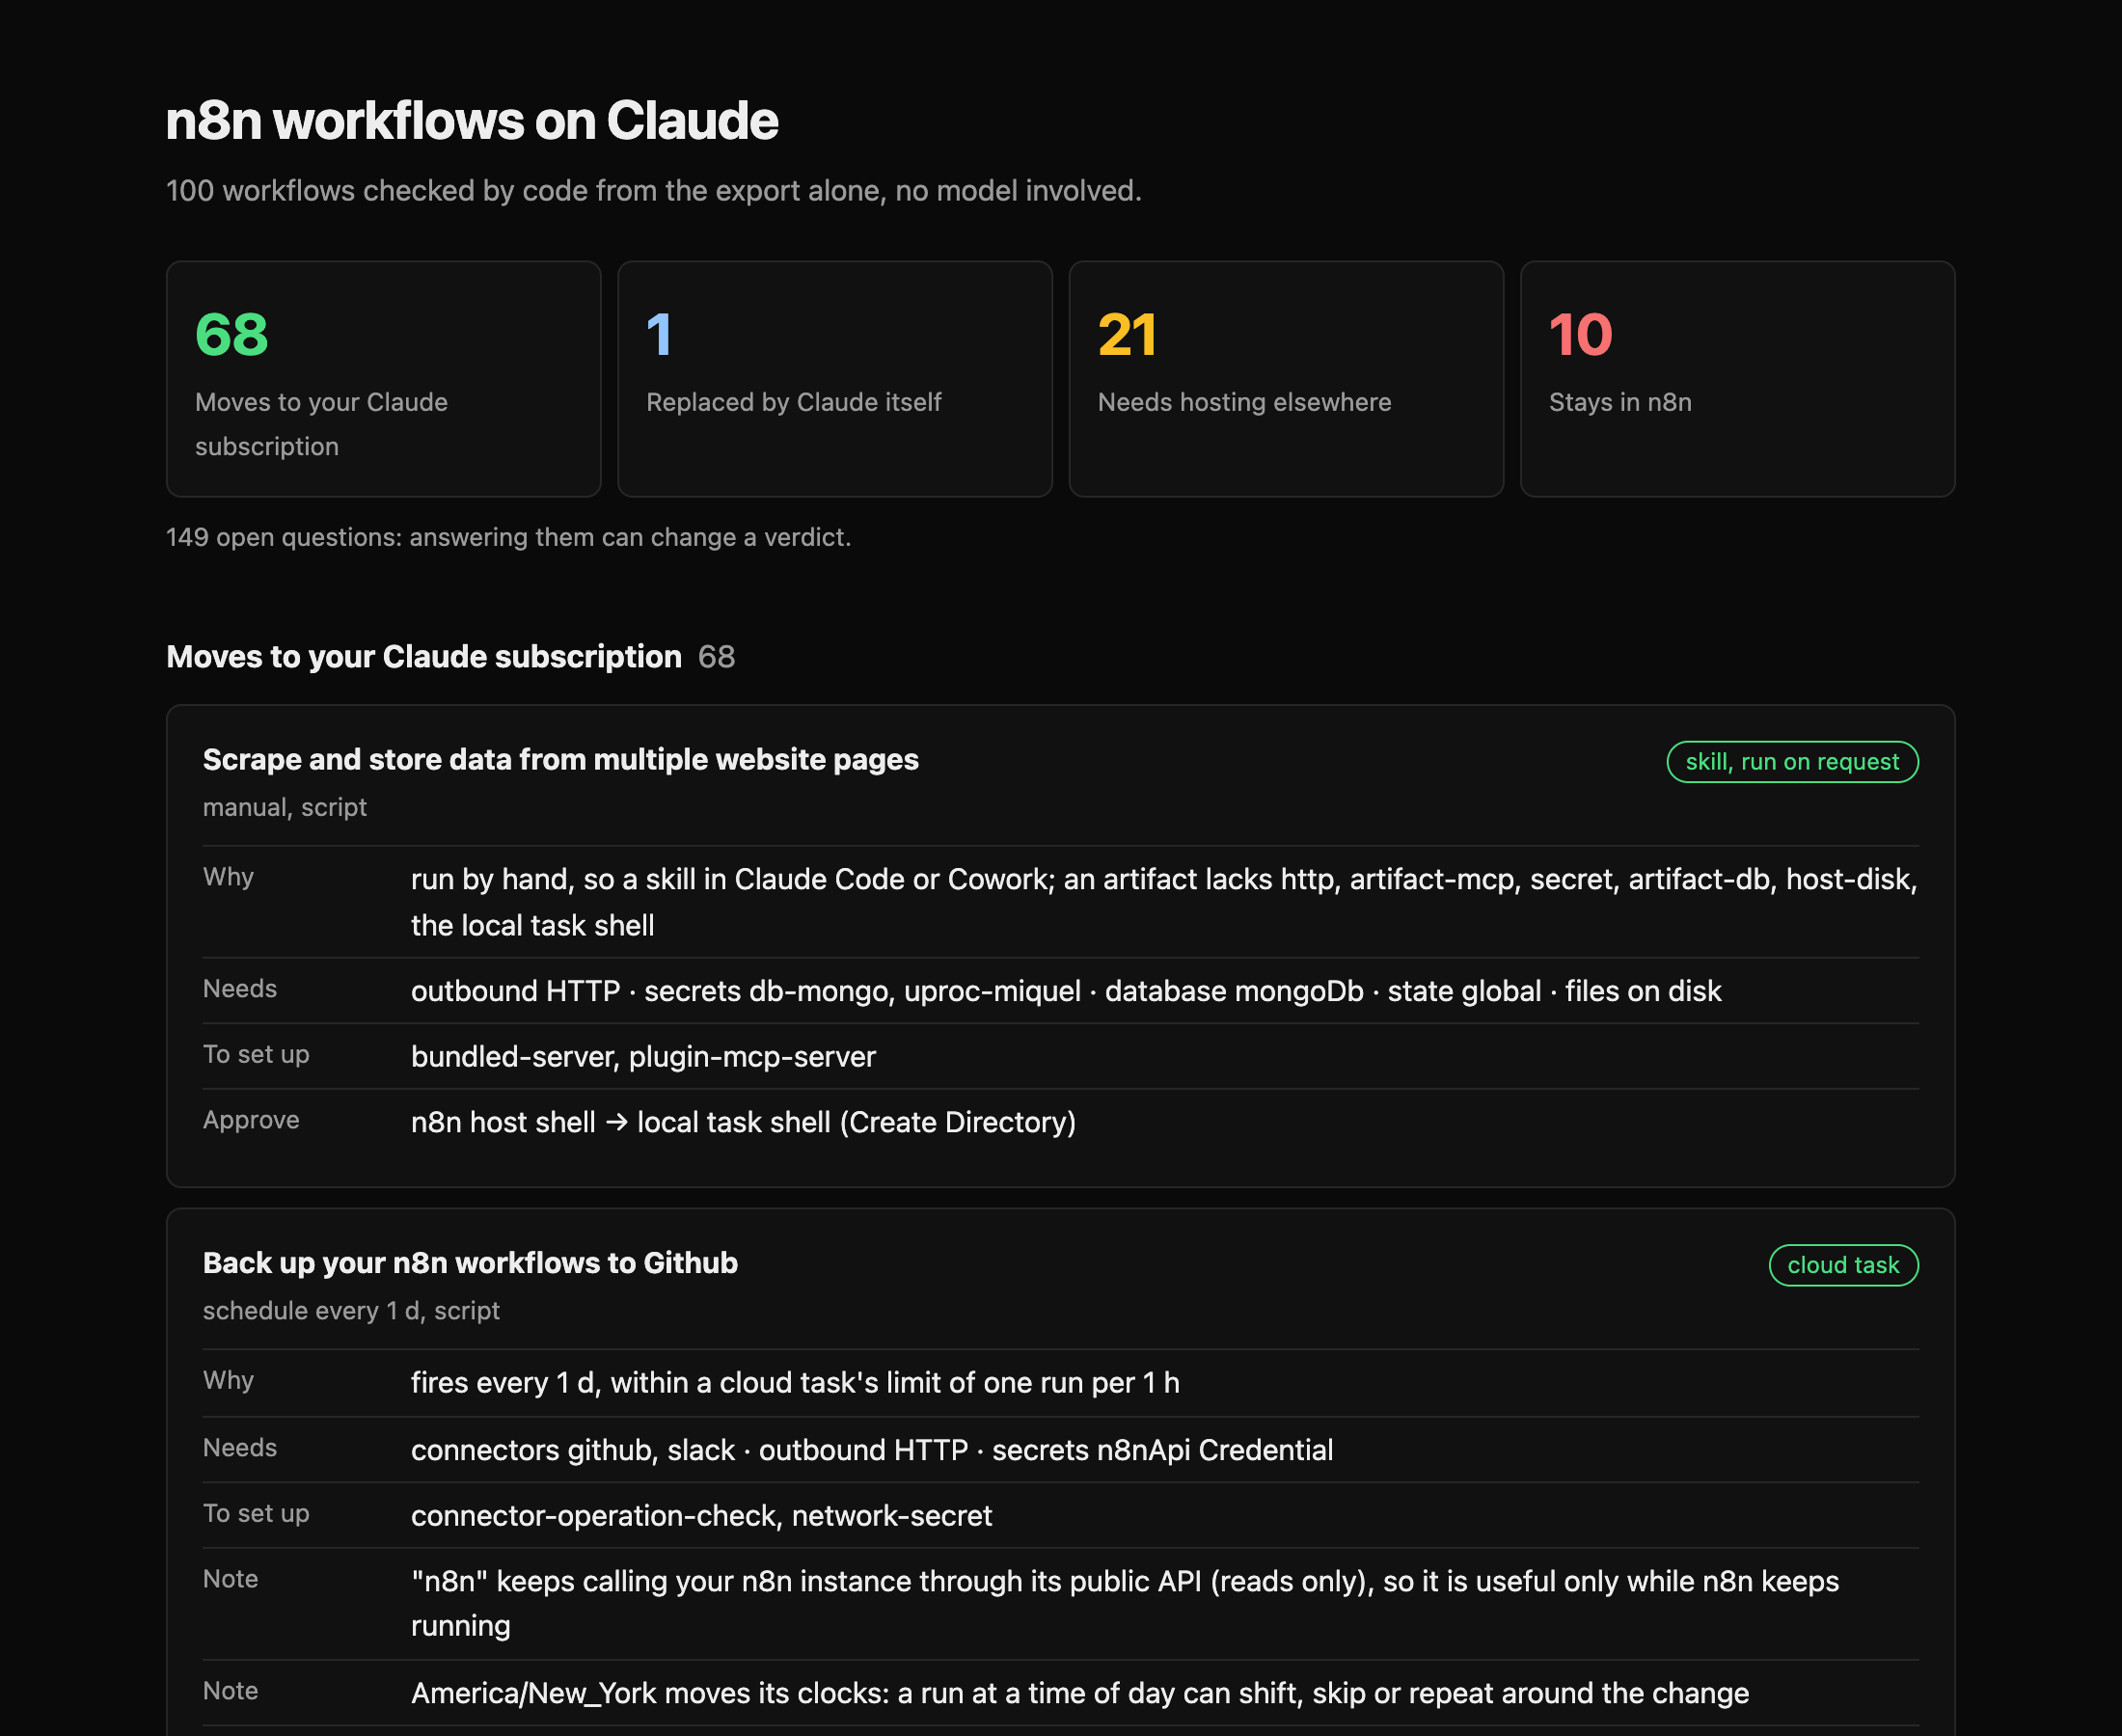 n8n workflows on Claude
100 workflows checked by code from the export alone, no model involved.
68
Moves to your Claude
subscription
1
Replaced by Claude itself
21
Needs hosting elsewhere
10
Stays in n8n
149 open questions: answering them can change a verdict.
Moves to your Claude subscription 68
Scrape and store data from multiple website pages
skill, run on request
manual, script
Why
run by hand, so a skill in Claude Code or Cowork; an artifact lacks http, artifact-mcp, secret, artifact-db, host-disk,
the local task shell
Needs
outbound HTTP · secrets db-mongo, uproc-miquel · database mongoDb · state global · files on disk
To set up
bundled-server, plugin-mcp-server
Approve
n8n host shell → local task shell (Create Directory)
Back up your n8n workflows to Github
cloud task
schedule every 1 d, script
Why
fires every 1 d, within a cloud task's limit of one run per 1 h
Needs
connectors github, slack · outbound HTTP · secrets n8nApi Credential
To set up
connector-operation-check, network-secret
Note
"n8n" keeps calling your n8n instance through its public API (reads only), so it is useful only while n8n keeps
running
Note
America/New_York moves its clocks: a run at a time of day can shift, skip or repeat around the change